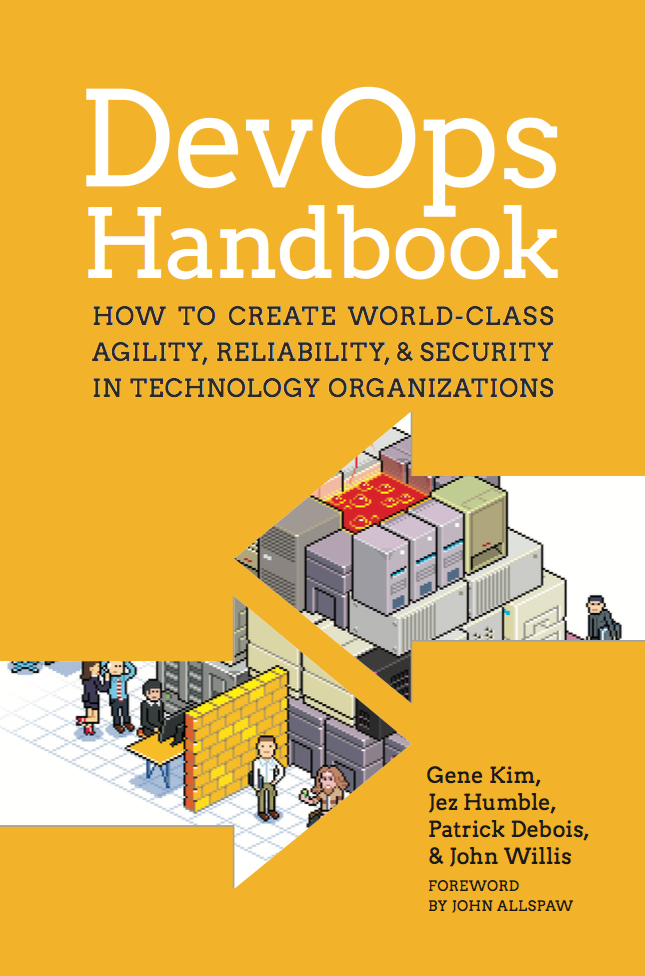 DevOps
Handbook
HOW TO CREATE WORLD-CLASS
AGILITY, RELIABILITY, & SECURITY
IN TECHNOLOGY ORGANIZATIONS
Gene Kim,
Jez Humble,
Patrick Debois,
& John Willis
FOREWORD
BY JOHN ALLSPAW